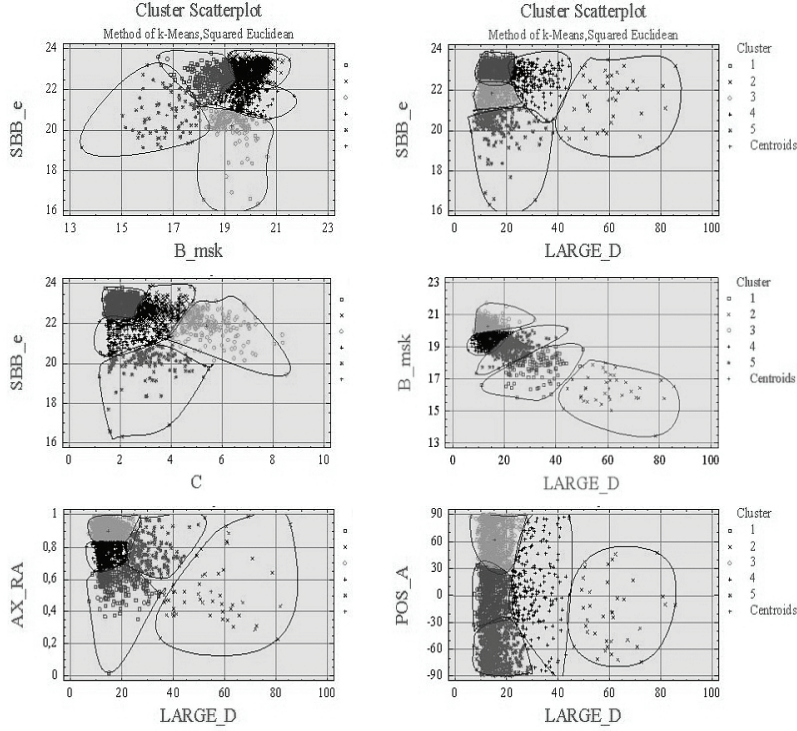 Cluster Scatterplot
Method of k-Means,Squared Euclidean
24
22
20
18
16
SBB_e
13 15 17 19 21 23
B_msk
Cluster Scatterplot
Method of k-Means,Squared Euclidean
24
22
20
18
16
SBB_e
0 20 40 60 80 100
LARGE_D
Cluster
1
2
3
4
5
Centroids
24
22
20
18
16
SBB_e
0 2 4 6 8 10
C
23
21
19
17
15
13
B_msk
0 20 40 60 80 100
LARGE_D
Cluster
1
2
3
4
5
Centroids
1
0,8
0,6
0,4
0,2
0
AX_RA
0 20 40 60 80 100
LARGE_D
90
60
30
0
-30
-60
-90
POS_A
0 20 40 60 80 100
LARGE_D
Cluster
1
2
3
4
5
Centroids